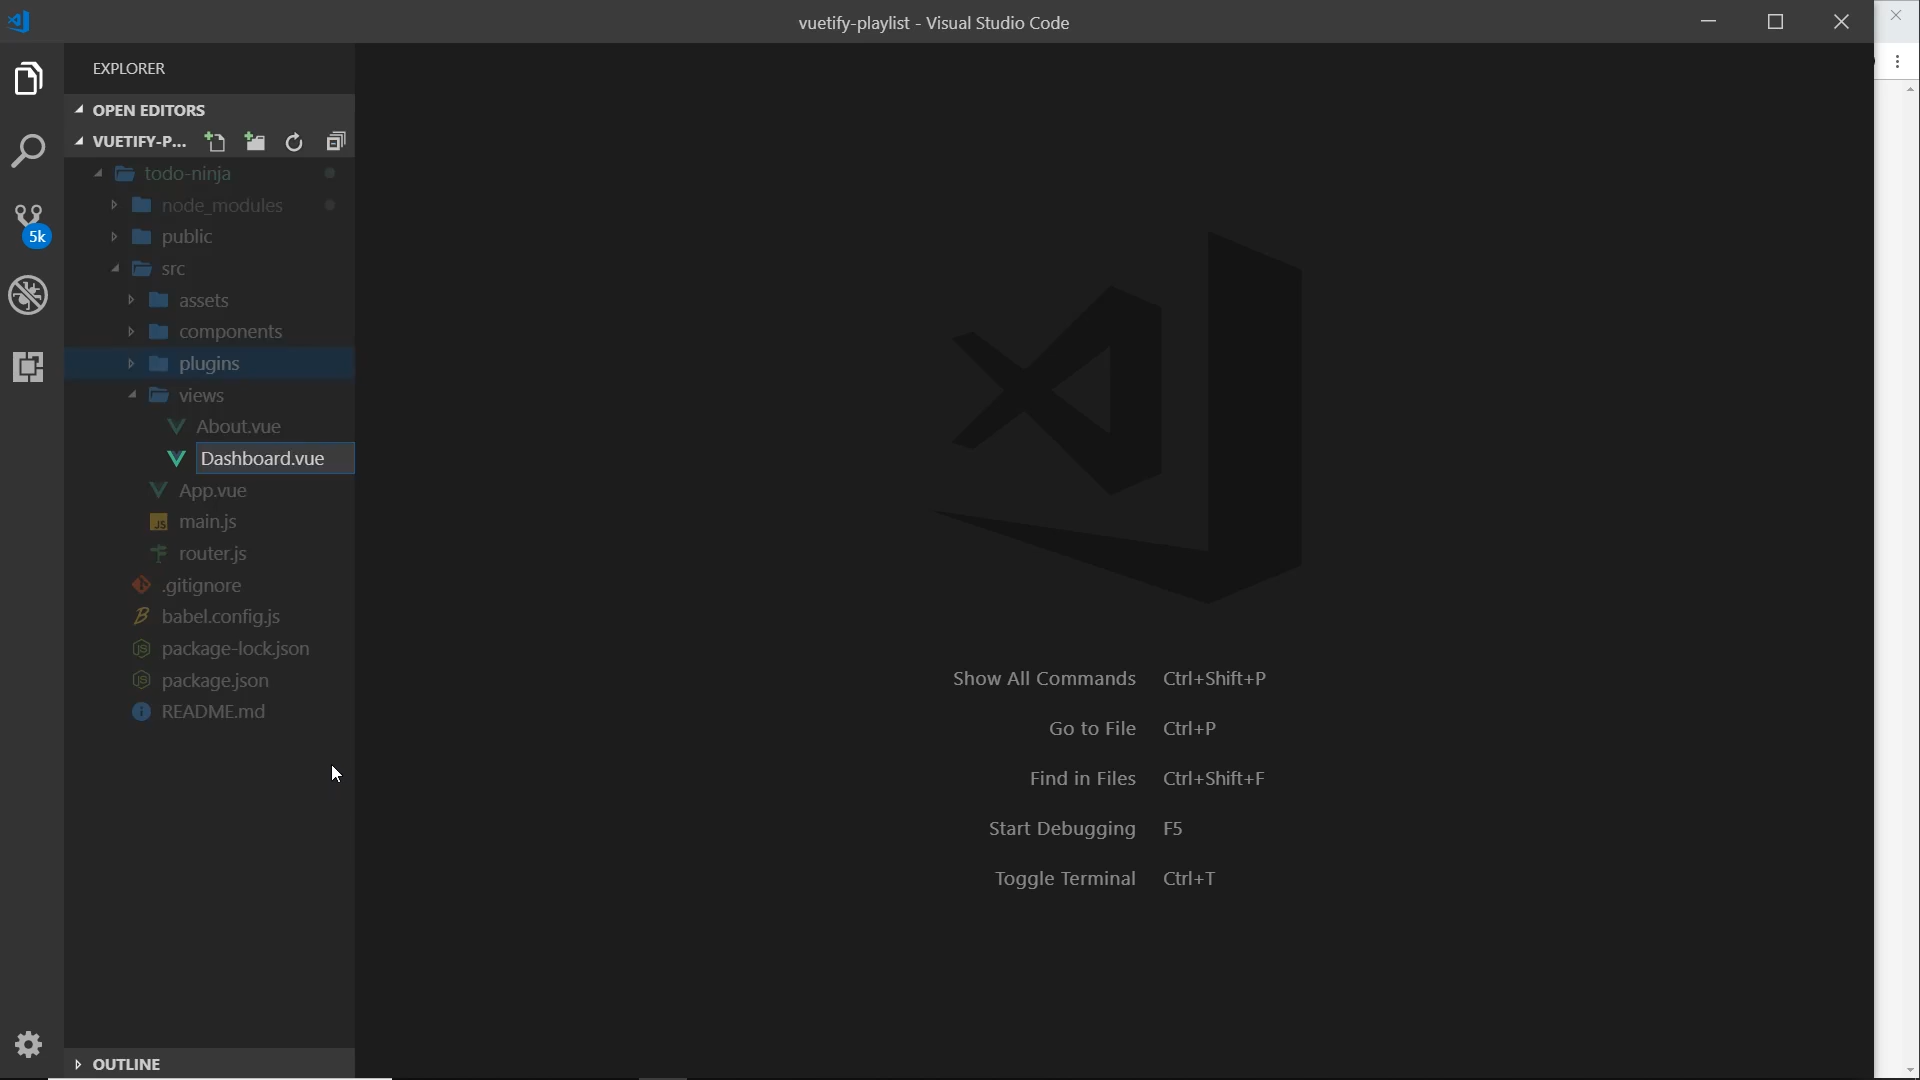 vuetify-playlist - Visual Studio Code
EXPLORER
OPEN EDITORS
VUETIFY-P...
todo-ninja
node_modules
public
src
5k
assets
components
plugins
views
About.vue
Dashboard.vue
App.vue
JS main.js
router.js
.gitignore
babel.config.js
package-lock.json
package.json
README.md
Show All Commands Ctrl+Shift+P
Go to File Ctrl+P
Find in Files Ctrl+Shift+F
Start Debugging F5
Toggle Terminal Ctrl+T
OUTLINE